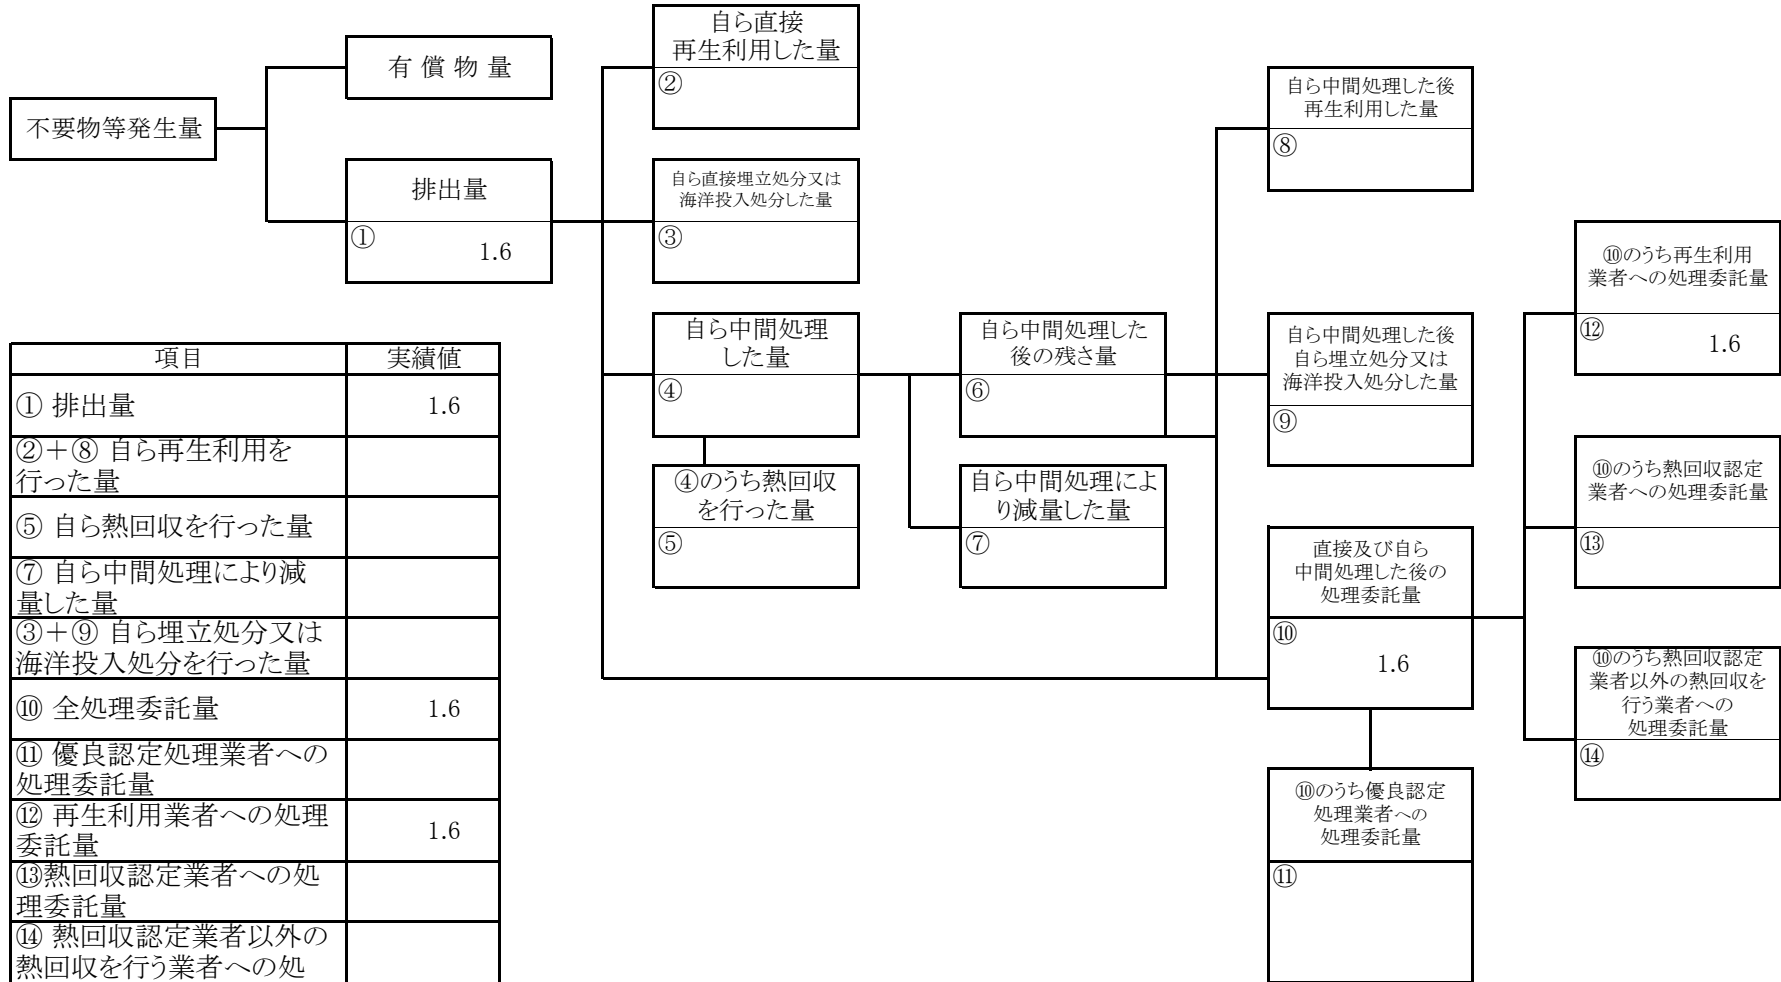 不要物等発生量
有 償 物 量
排出量
①
1.6
自ら直接
再生利用した量
②
自ら直接埋立処分又は
海洋投入処分した量
③
自ら中間処理
した量
④
④のうち熱回収
を行った量
⑤
自ら中間処理した
後の残さ量
⑥
自ら中間処理によ
り減量した量
⑦
自ら中間処理した後
再生利用した量
⑧
自ら中間処理した後
自ら埋立処分又は
海洋投入処分した量
⑨
直接及び自ら
中間処理した後の
処理委託量
⑩
1.6
⑩のうち優良認定
処理業者への
処理委託量
⑪
⑩のうち再生利用
業者への処理委託量
⑫
1.6
⑩のうち熱回収認定
業者への処理委託量
⑬
⑩のうち熱回収認定
業者以外の熱回収を
行う業者への
処理委託量
⑭
項目 実績値
① 排出量 1.6
②＋⑧ 自ら再生利用を
行った量
⑤ 自ら熱回収を行った量
⑦ 自ら中間処理により減
量した量
③＋⑨ 自ら埋立処分又は
海洋投入処分を行った量
⑩ 全処理委託量 1.6
⑪ 優良認定処理業者への
処理委託量
⑫ 再生利用業者への処理
委託量 1.6
⑬熱回収認定業者への処
理委託量
⑭ 熱回収認定業者以外の
熱回収を行う業者への処